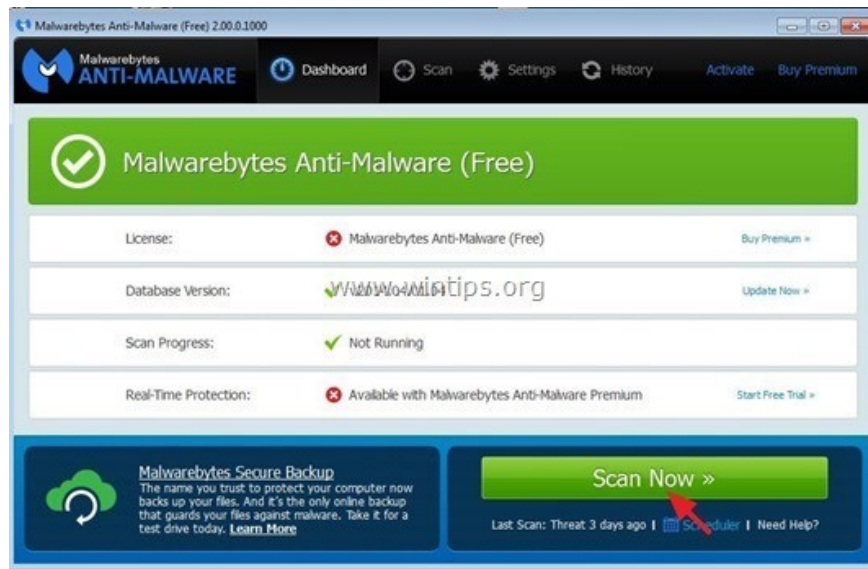 Malwarebytes Anti-Malware (Free) 2.00.0.1000
Malwarebytes
ANTI-MALWARE
Dashboard
Scan
Settings
History
Activate
Buy Premium
Malwarebytes Anti-Malware (Free)
License:
Malwarebytes Anti-Malware (Free)
Buy Premium »
Database Version:
www.wintips.org
Update Now »
Scan Progress:
Not Running
Real-Time Protection:
Available with Malwarebytes Anti-Malware Premium
Start Free Trial »
Malwarebytes Secure Backup
The name you trust to protect your computer now
backs up your files. And it's the only online backup
that guards your files against malware. Take it for a
test drive today. Learn More
Scan Now »
Last Scan: Threat 3 days ago | Scheduler | Need Help?